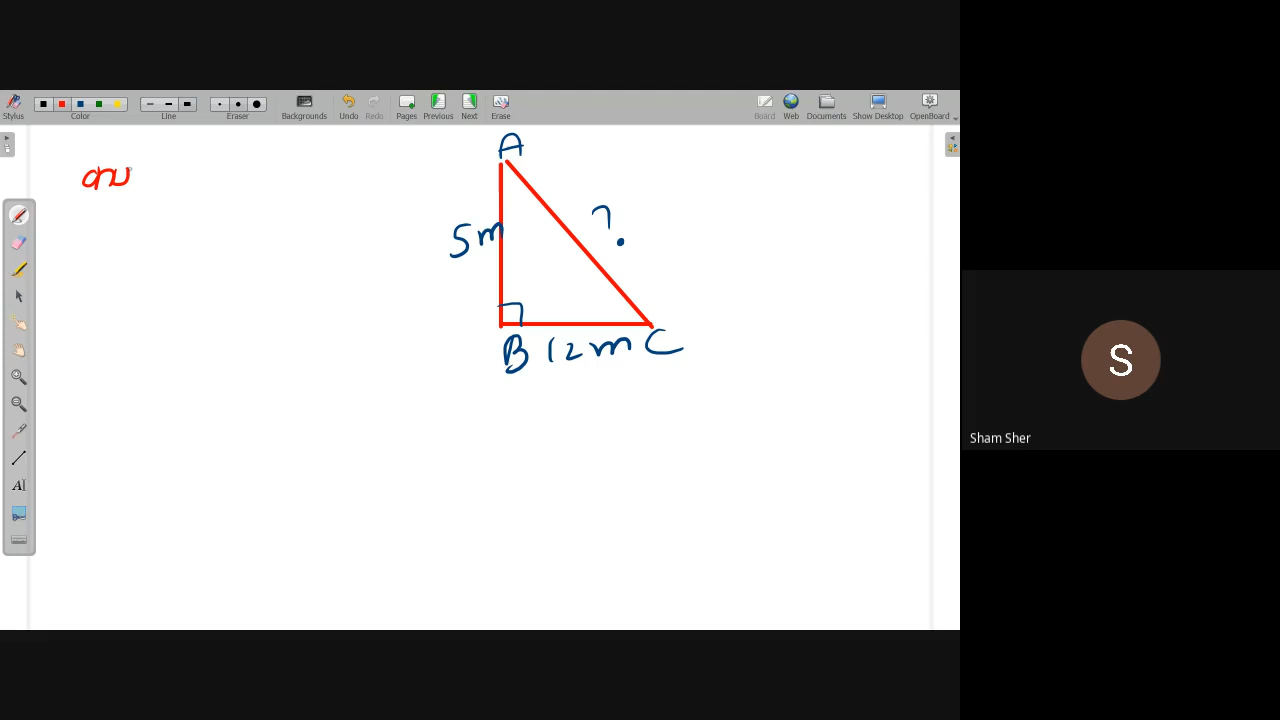 Stylus
Color
Line
Eraser
Backgrounds
Undo
Redo
Pages
Previous
Next
Erase
Board
Web
Documents
Show Desktop
OpenBoard
A
5m
?
B 12m C
Sham Sher
S